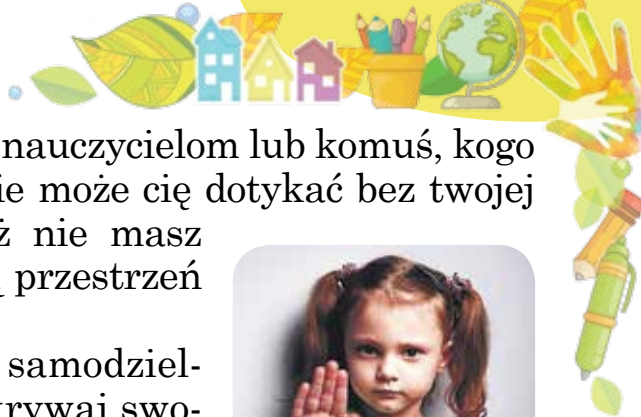 nauczycielom lub komuś, kogo
ie może cię dotykać bez twojej
ż nie masz
ą przestrzeń
samodziel-
rywaj swo-